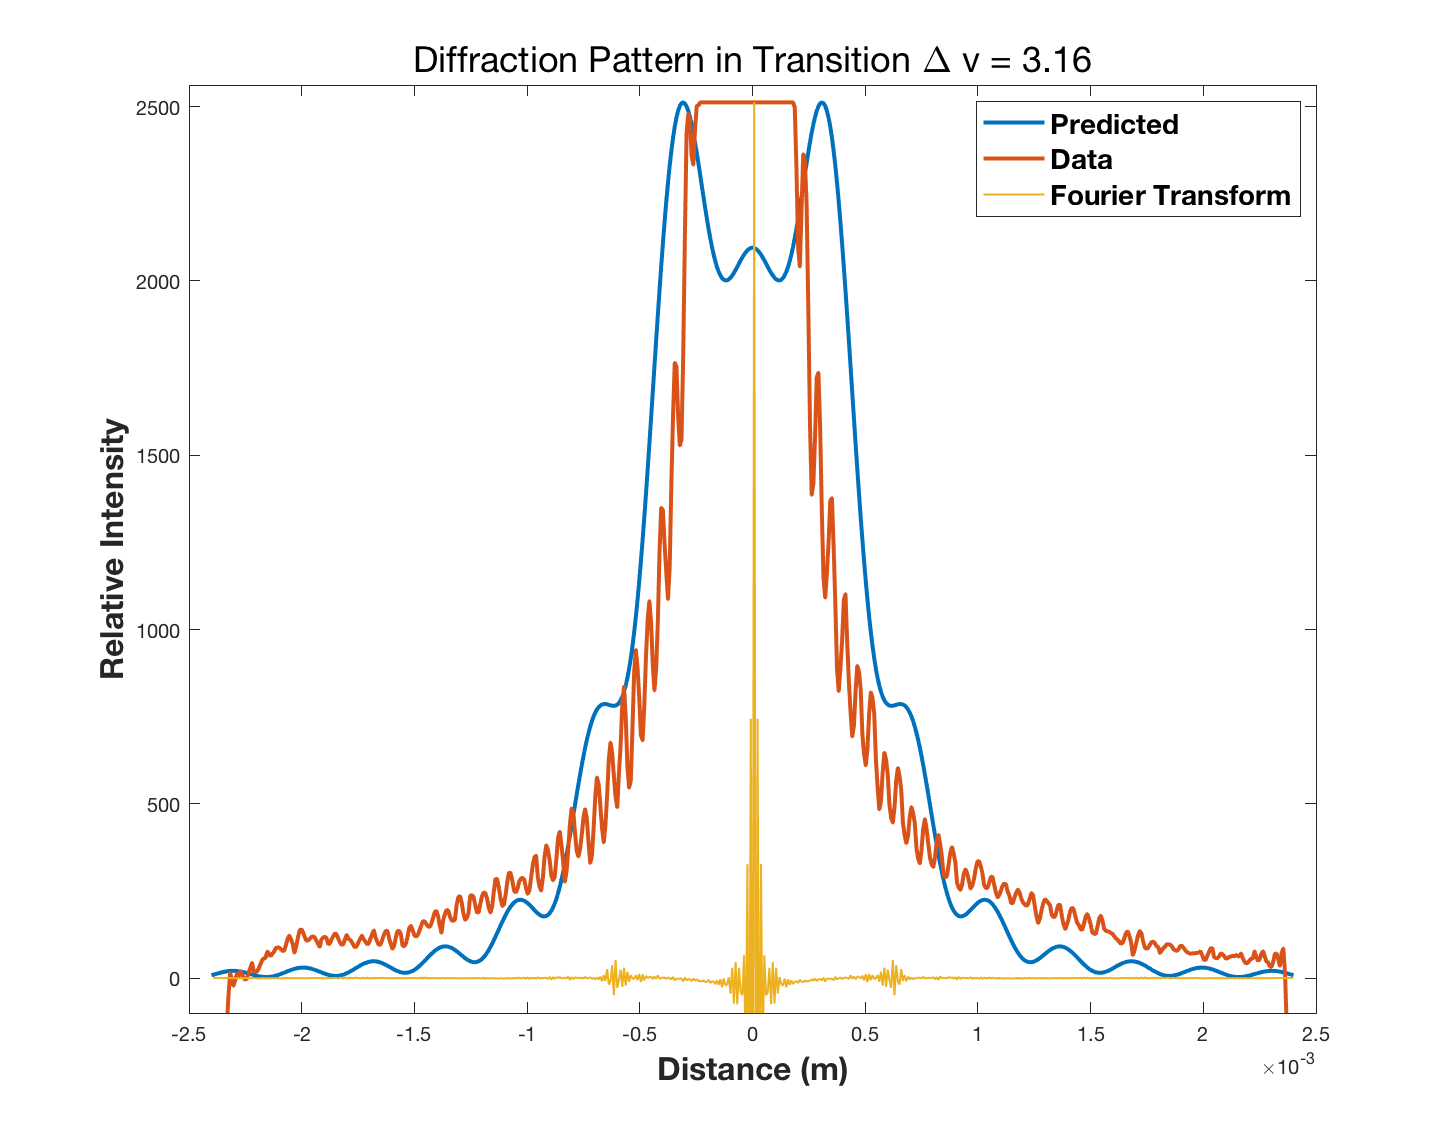 Diffraction Pattern in Transition Δ v = 3.16
Predicted
Data
Fourier Transform
Relative Intensity
2500
2000
1500
1000
500
0
-2.5 -2 -1.5 -1 -0.5 0 0.5 1 1.5 2 2.5
×10-3
Distance (m)